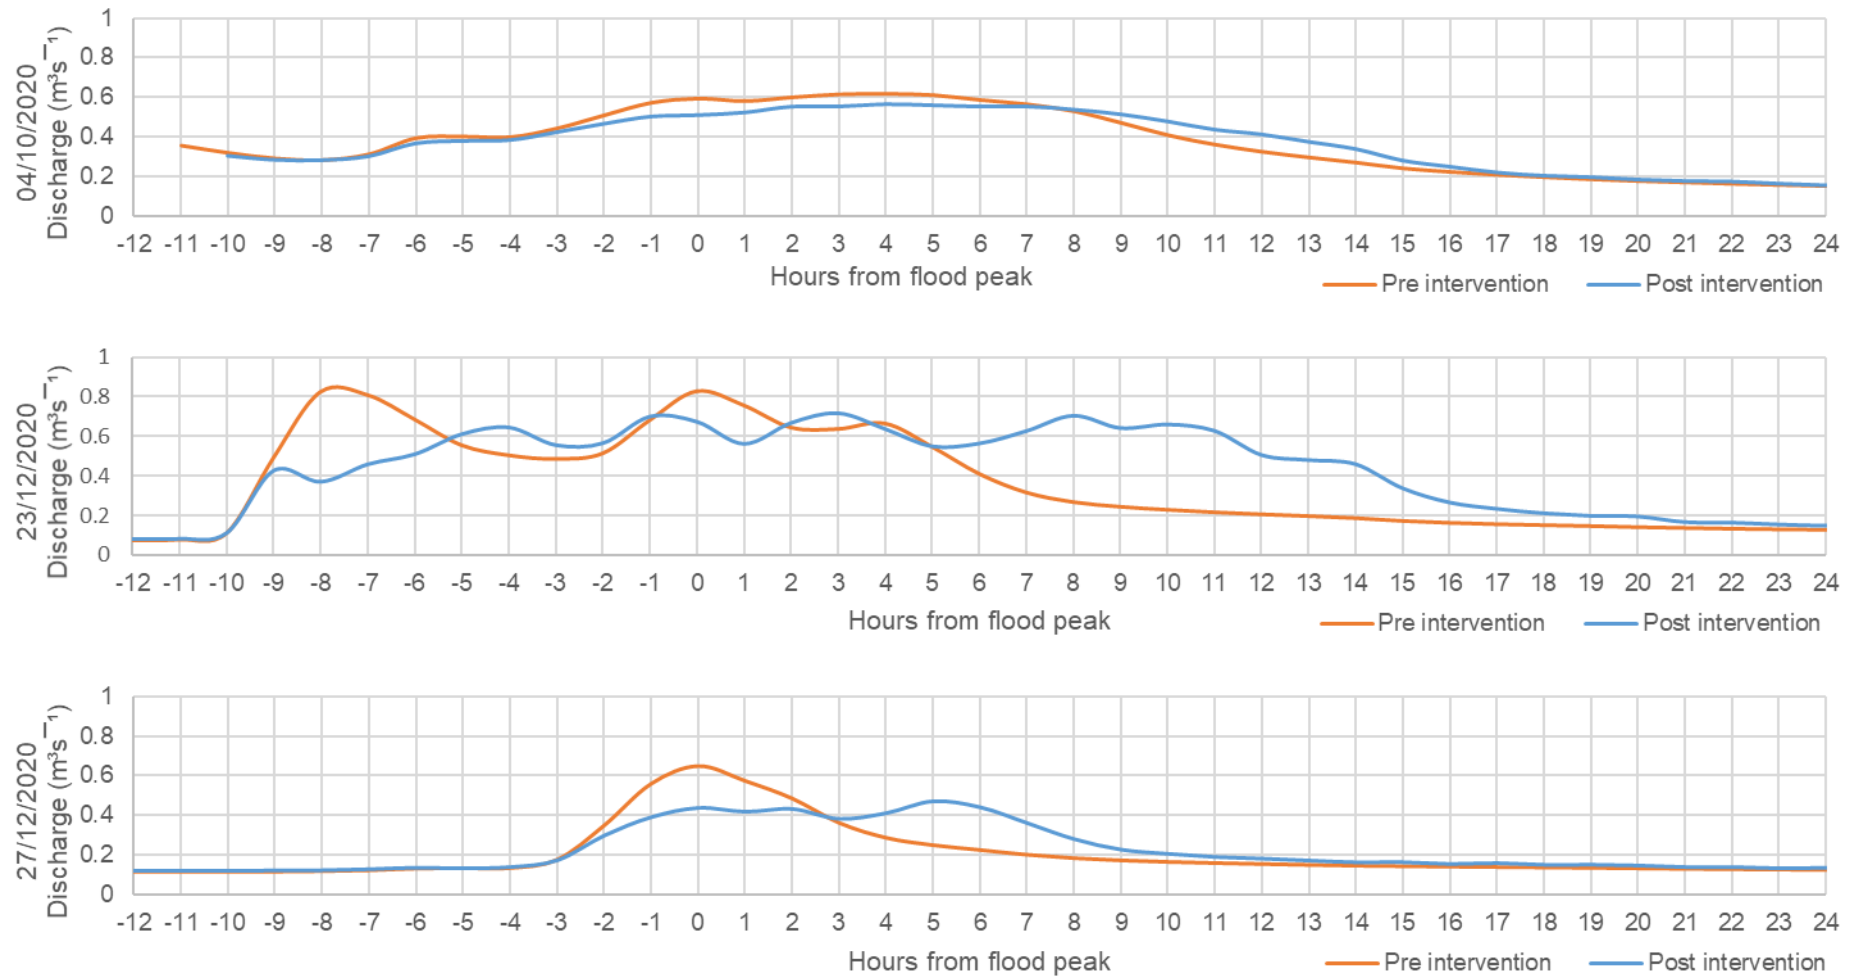 04/10/2020
Discharge (m³s¯¹)
1
0.8
0.6
0.4
0.2
0
-12 -11 -10 -9 -8 -7 -6 -5 -4 -3 -2 -1 0 1 2 3 4 5 6 7 8 9 10 11 12 13 14 15 16 17 18 19 20 21 22 23 24
Hours from flood peak
Pre intervention Post intervention
23/12/2020
Discharge (m³s¯¹)
1
0.8
0.6
0.4
0.2
0
-12 -11 -10 -9 -8 -7 -6 -5 -4 -3 -2 -1 0 1 2 3 4 5 6 7 8 9 10 11 12 13 14 15 16 17 18 19 20 21 22 23 24
Hours from flood peak
Pre intervention Post intervention
27/12/2020
Discharge (m³s¯¹)
1
0.8
0.6
0.4
0.2
0
-12 -11 -10 -9 -8 -7 -6 -5 -4 -3 -2 -1 0 1 2 3 4 5 6 7 8 9 10 11 12 13 14 15 16 17 18 19 20 21 22 23 24
Hours from flood peak
Pre intervention Post intervention